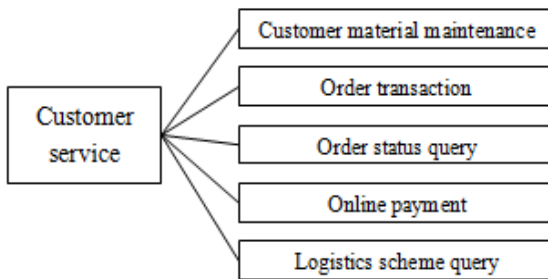 Customer material maintenance
Order transaction
Customer
service
Order status query
Online payment
Logistics scheme query